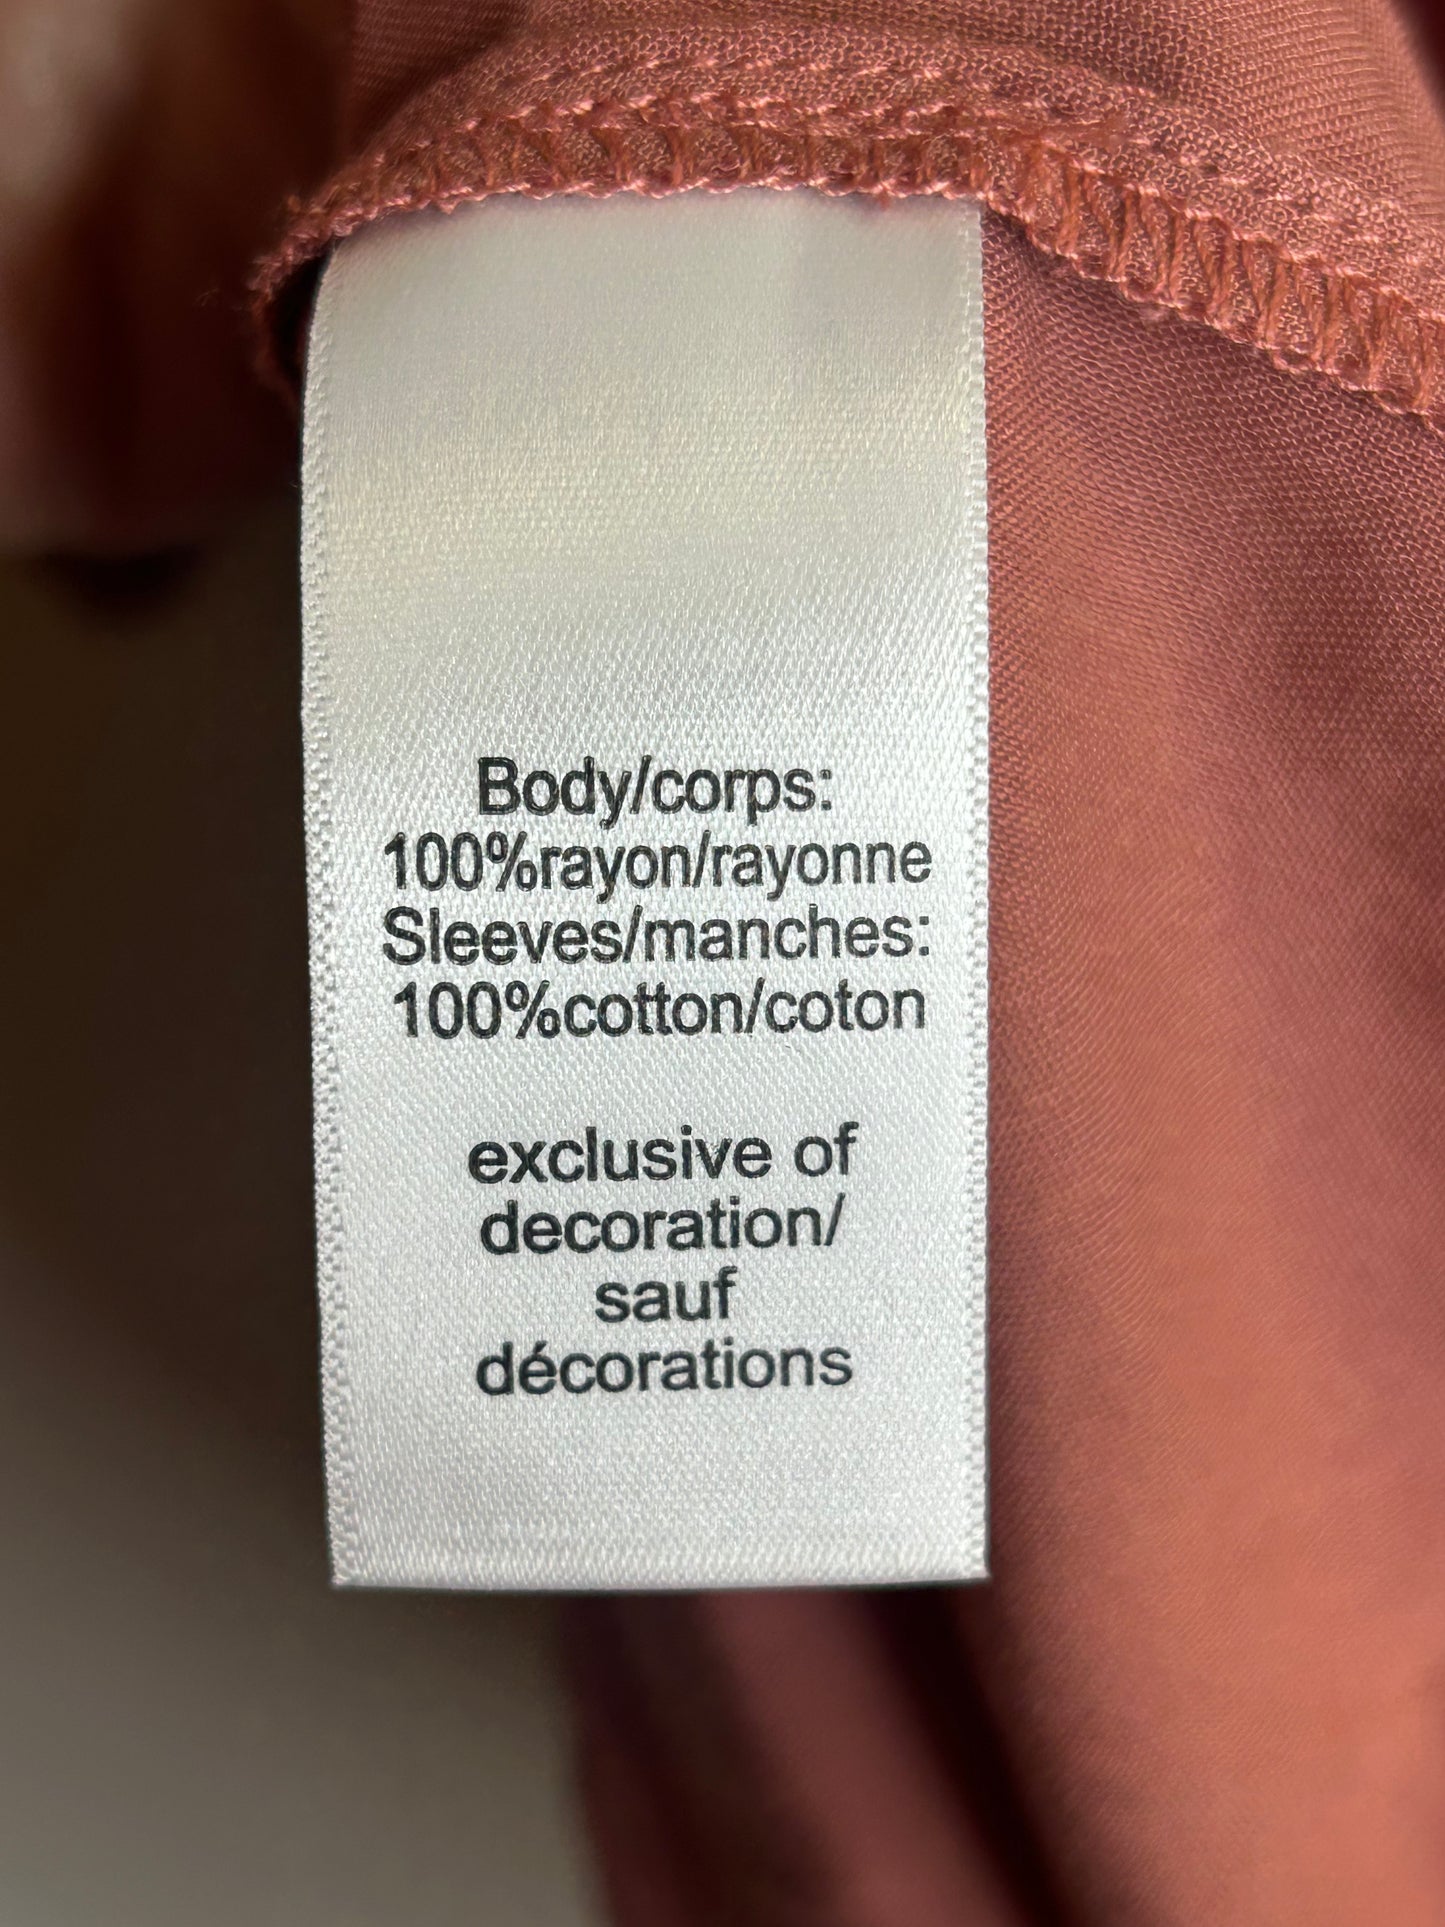 Body/corps:
100%rayon/rayonne
Sleeves/manches:
100%cotton/coton
exclusive of
decoration/
sauf
décorations